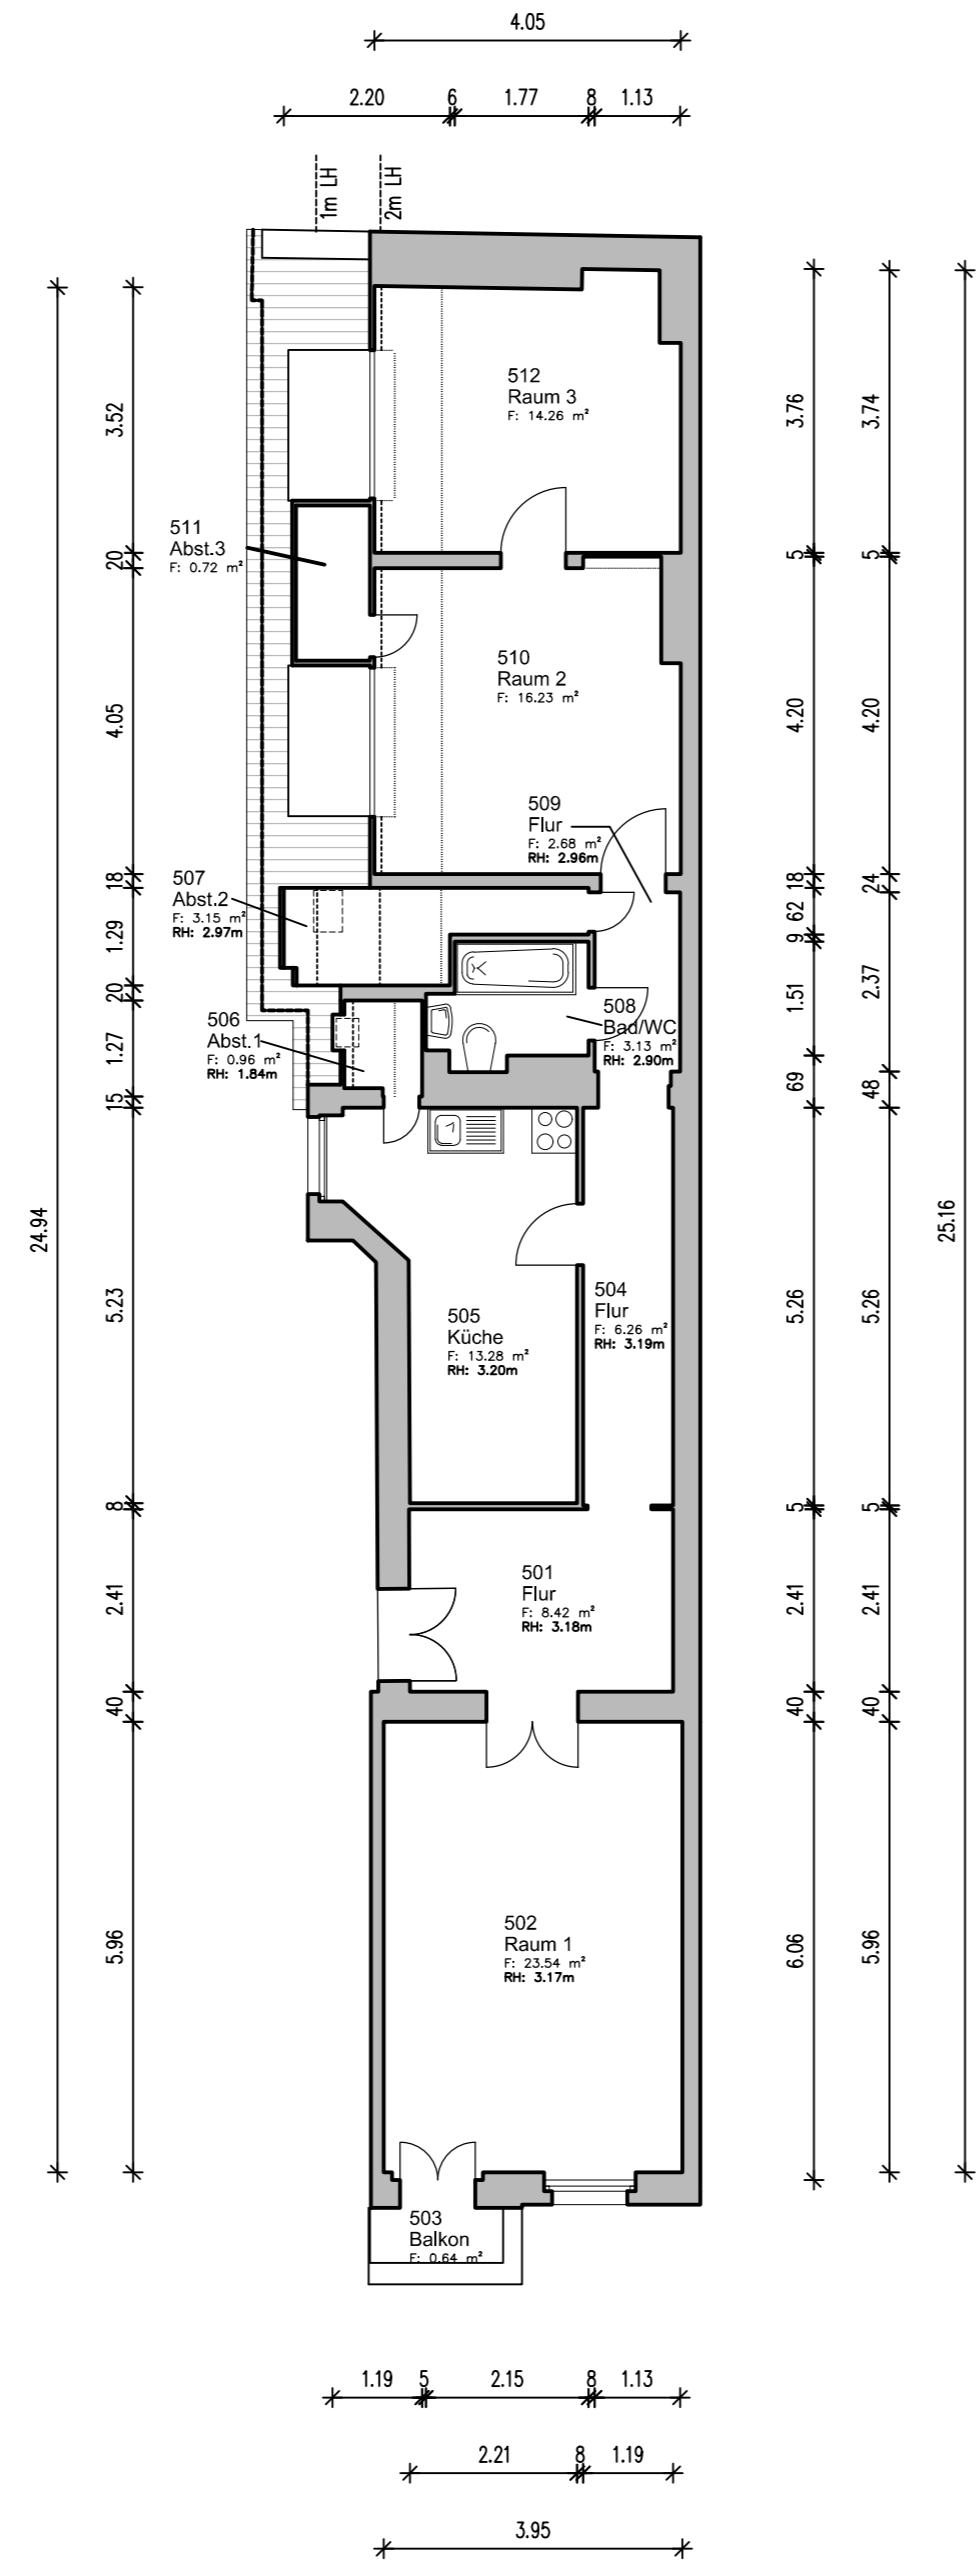 4.05
2.20 6 1.77 8 1.13
1m LH
2m LH
512
Raum 3
F: 14.26 m²
3.52
3.76
3.74
511
Abst.3
F: 0.72 m²
20
5
5
510
Raum 2
F: 16.23 m²
4.05
4.20
4.20
509
Flur
F: 2.68 m²
RH: 2.96m
507
Abst.2
F: 3.15 m²
RH: 2.97m
18
18
24
1.29
62
9
2.37
20
1.51
508
Bad/WC
F: 3.13 m²
RH: 2.90m
506
Abst.1
F: 0.96 m²
RH: 1.84m
1.27
69
48
15
24.94
25.16
5.23
5.26
5.26
504
Flur
F: 6.26 m²
RH: 3.19m
505
Küche
F: 13.28 m²
RH: 3.20m
8
5
5
501
Flur
F: 8.42 m²
RH: 3.18m
2.41
2.41
2.41
40
40
40
502
Raum 1
F: 23.54 m²
RH: 3.17m
5.96
6.06
5.96
503
Balkon
F: 0.64 m²
1.19 5 2.15 8 1.13
2.21 8 1.19
3.95